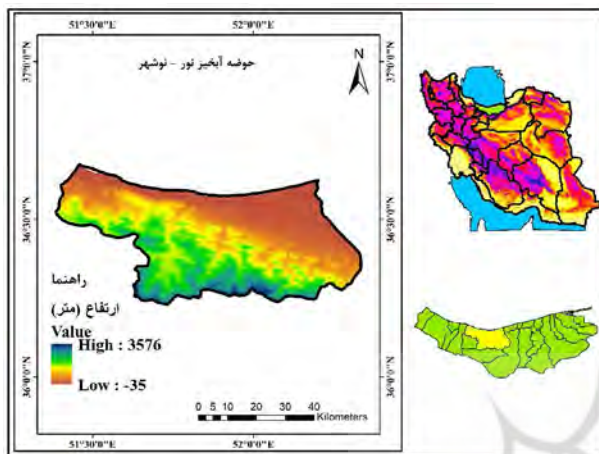 51°30'0"E
52°0'0"E
37°0'0"N
37°0'0"N
حوضه آبخیز نور - نوشهر
N
36°30'0"N
36°30'0"N
راهنما
ارتفاع (متر)
Value
High : 3576
Low : -35
36°0'0"N
36°0'0"N
0 5 10 20 30 40
Kilometers
51°30'0"E
52°0'0"E